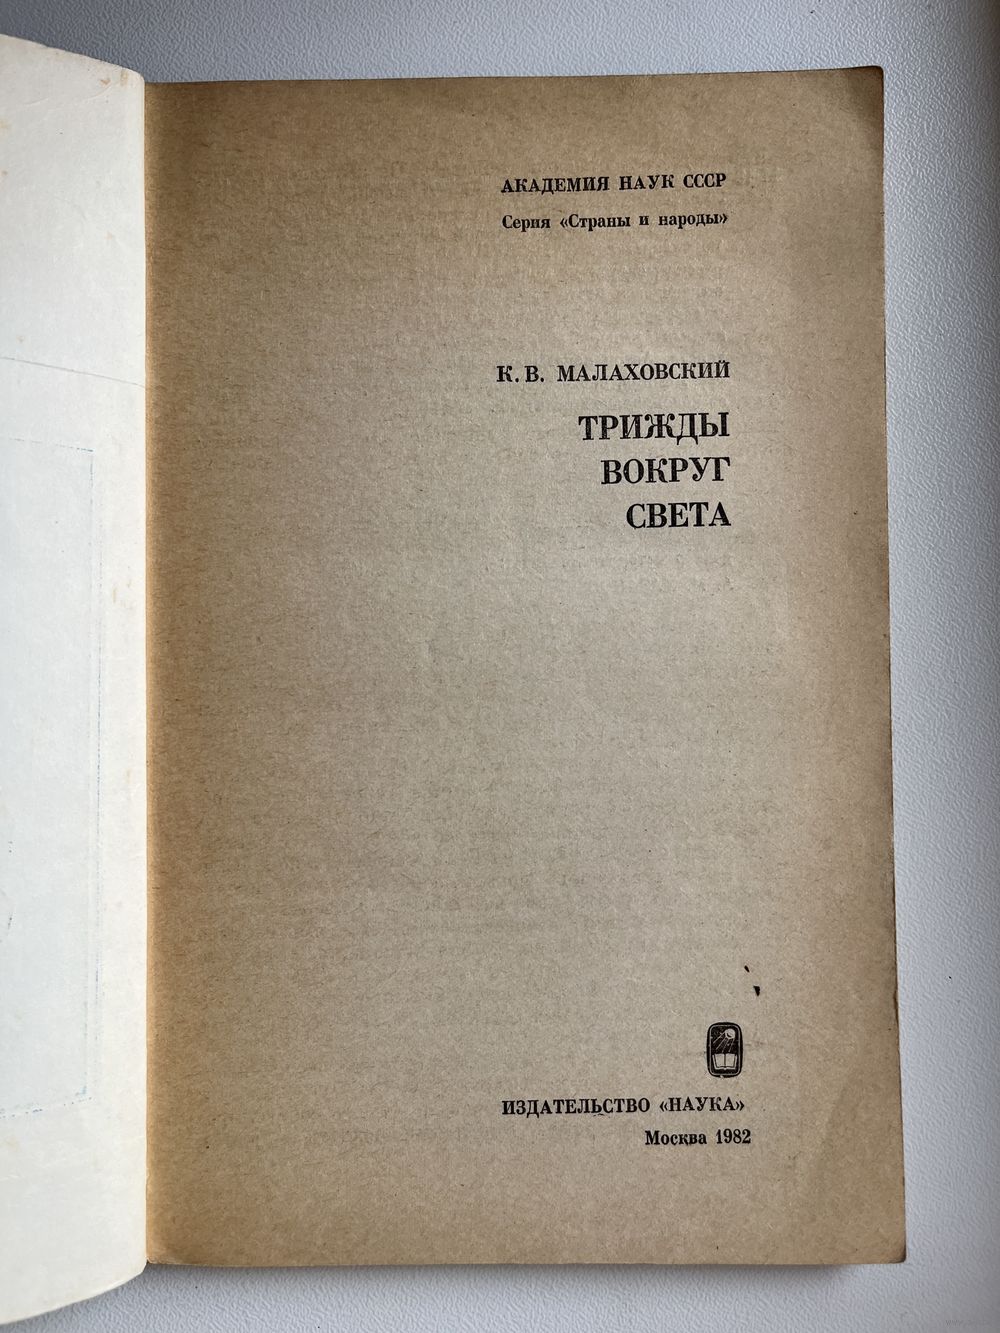 АКАДЕМИЯ НАУК СССР
Серия «Страны и народы»
К. В. МАЛАХОВСКИЙ
ТРИЖДЫ
ВОКРУГ
СВЕТА
ИЗДАТЕЛЬСТВО «НАУКА»
Москва 1982